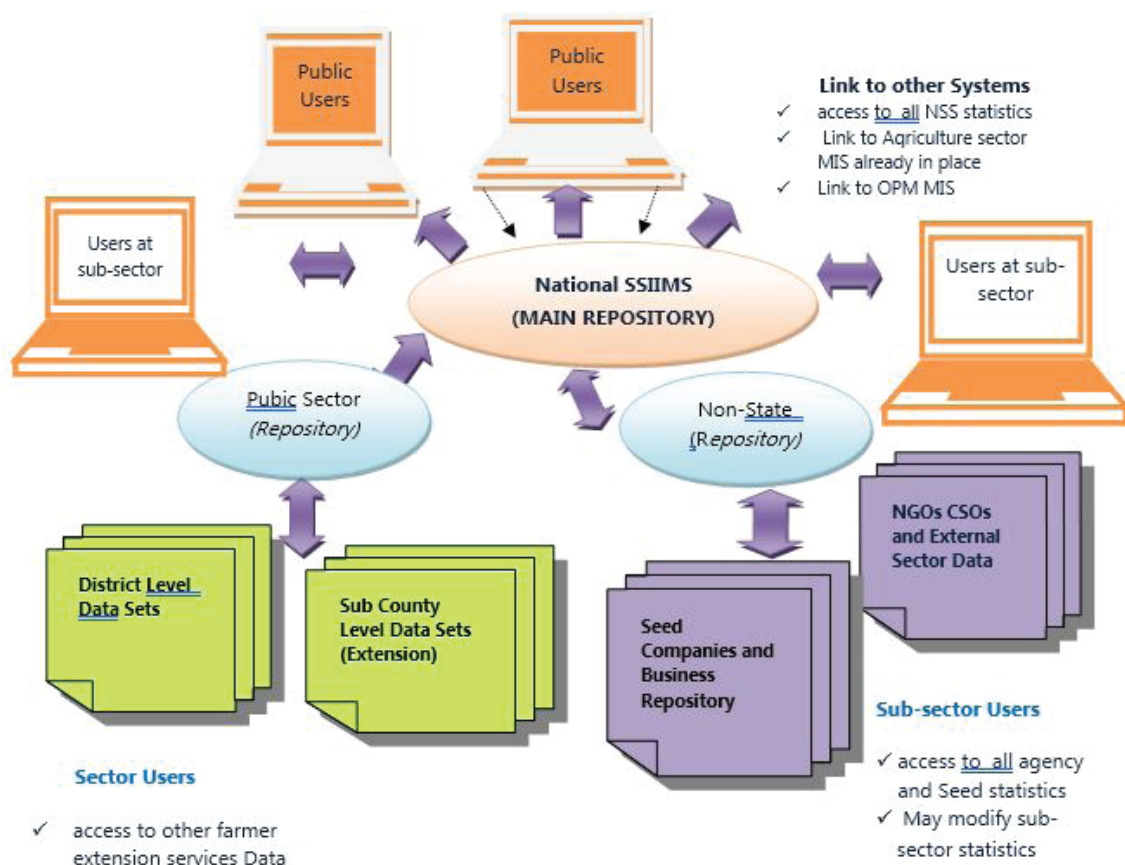 Public
Users
Public
Users
Link to other Systems
✓ access to all NSS statistics
✓ Link to Agriculture sector
MIS already in place
✓ Link to OPM MIS
Users at
sub-sector
National SSIIMS
(MAIN REPOSITORY)
Users at sub-
sector
Pubic Sector
(Repository)
Non-State
(Repository)
NGOs CSOs
and External
Sector Data
District Level
Data Sets
Sub County
Level Data Sets
(Extension)
Seed
Companies and
Business
Repository
Sub-sector Users
✓ access to all agency
and Seed statistics
✓ May modify sub-
sector statistics
Sector Users
✓ access to other farmer
extension services Data